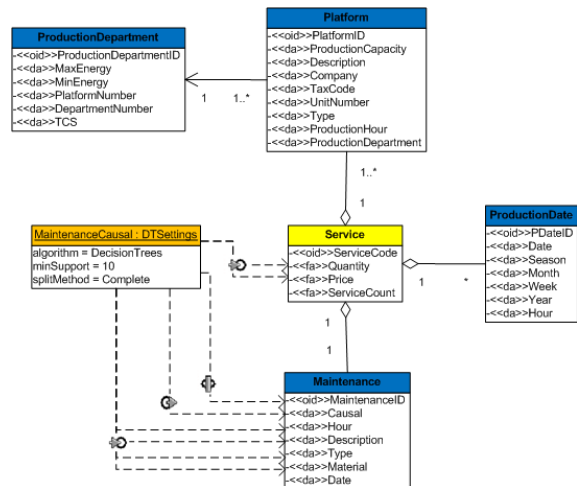 Platform
-<<oid>>PlatformID
-<<da>>ProductionCapacity
-<<da>>Description
-<<da>>Company
-<<da>>TaxCode
-<<da>>UnitNumber
-<<da>>Type
-<<da>>ProductionHour
-<<da>>ProductionDepartment
ProductionDepartment
-<<oid>>ProductionDepartmentID
-<<da>>MaxEnergy
-<<da>>MinEnergy
-<<da>>PlatformNumber
-<<da>>DepartmentNumber
-<<da>>TCS
1 1..*
1..*
1
MaintenanceCausal : DTSettings
algorithm = DecisionTrees
minSupport = 10
splitMethod = Complete
Service
-<<oid>>ServiceCode
-<<fa>>Quantity
-<<fa>>Price
-<<fa>>ServiceCount
1 *
ProductionDate
-<<oid>>PDateID
-<<da>>Date
-<<da>>Season
-<<da>>Month
-<<da>>Week
-<<da>>Year
-<<da>>Hour
1
1
Maintenance
-<<oid>>MaintenanceID
-<<da>>Causal
-<<da>>Hour
-<<da>>Description
-<<da>>Type
-<<da>>Material
-<<da>>Date